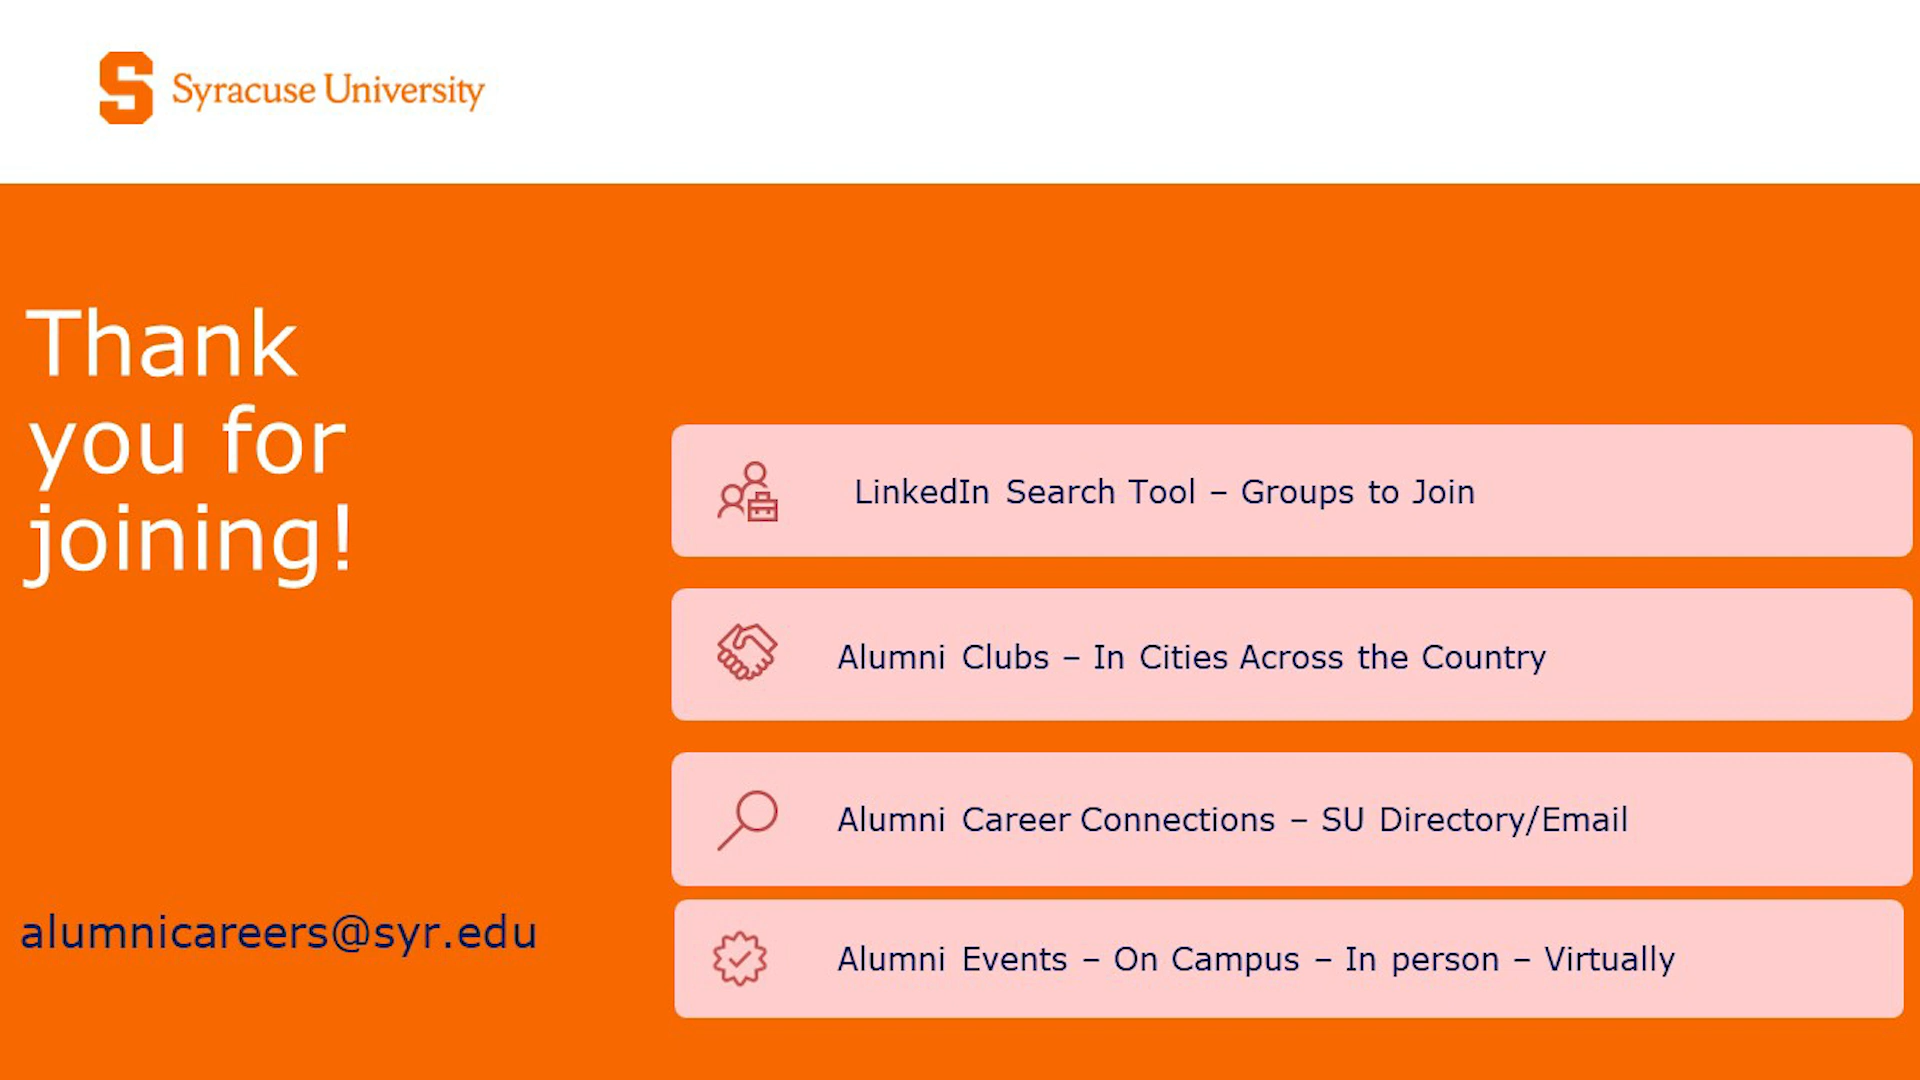 S Syracuse University
Thank
you for
joining!
LinkedIn Search Tool – Groups to Join
Alumni Clubs – In Cities Across the Country
Alumni Career Connections – SU Directory/Email
Alumni Events – On Campus – In person – Virtually
alumnicareers@syr.edu